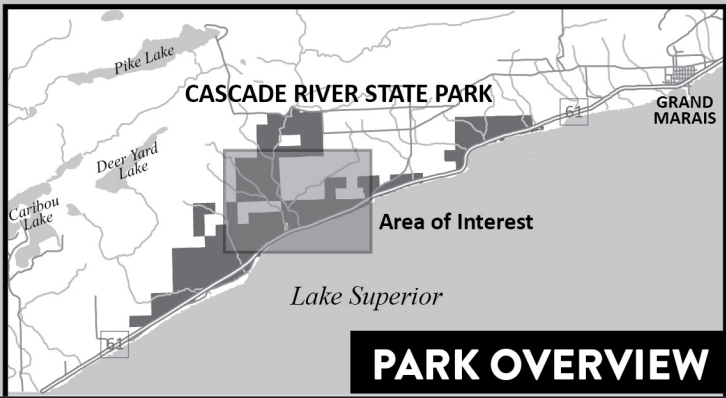 Pike Lake
CASCADE RIVER STATE PARK
61
GRAND
MARAIS
Deer Yard
Lake
Caribou
Lake
Area of Interest
Lake Superior
61
PARK OVERVIEW